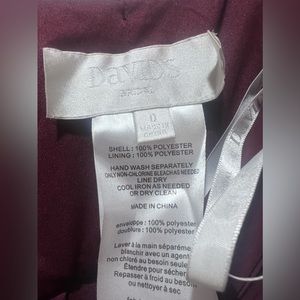 DAVID'S
BRIDAL
0
MADE IN
CHINA
SHELL : 100% POLYESTER
LINING : 100% POLYESTER
HAND WASH SEPARATELY
ONLY NON-CHLORINE BLEACH AS NEEDED
LINE DRY
COOL IRON AS NEEDED
OR DRY CLEAN
MADE IN CHINA
enveloppe : 100% polyester
doublure : 100% polyester
Laver à la main séparément
blanchir avec un agent
non chloré au besoin seulement
Étendre pour sécher
Repasser à froid au besoin
ou nettoyer à sec